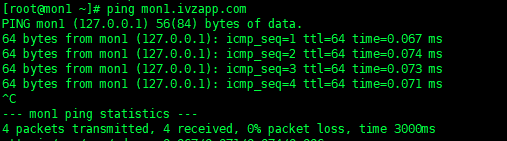 [root@mon1 ~]# ping mon1.ivzapp.com
PING mon1 (127.0.0.1) 56(84) bytes of data.
64 bytes from mon1 (127.0.0.1): icmp_seq=1 ttl=64 time=0.067 ms
64 bytes from mon1 (127.0.0.1): icmp_seq=2 ttl=64 time=0.074 ms
64 bytes from mon1 (127.0.0.1): icmp_seq=3 ttl=64 time=0.073 ms
64 bytes from mon1 (127.0.0.1): icmp_seq=4 ttl=64 time=0.071 ms
^C
--- mon1 ping statistics ---
4 packets transmitted, 4 received, 0% packet loss, time 3000ms